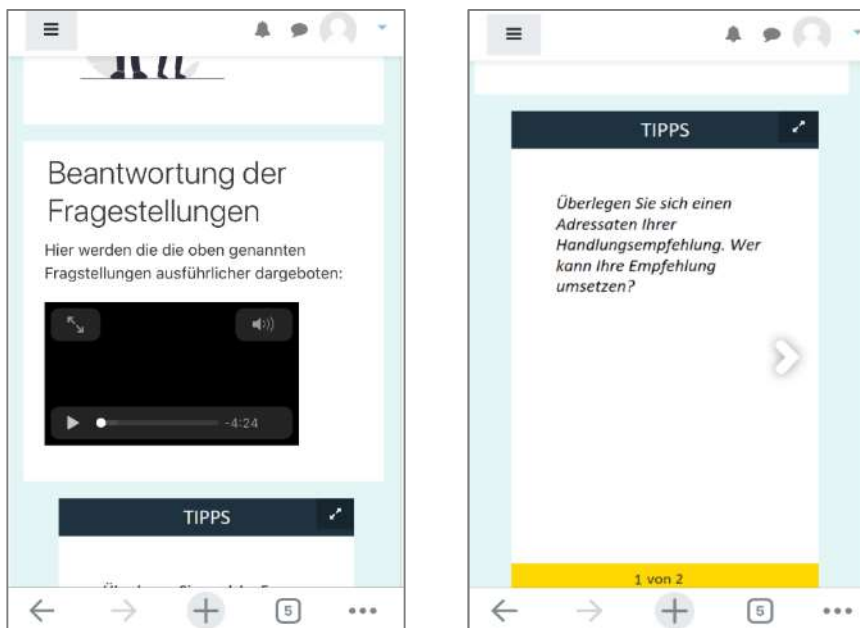 Beantwortung der
Fragestellungen
Hier werden die die oben genannten
Fragstellungen ausführlicher dargeboten:
-4:24
TIPPS
5
TIPPS
Überlegen Sie sich einen
Adressaten Ihrer
Handlungsempfehlung. Wer
kann Ihre Empfehlung
umsetzen?
1 von 2
5